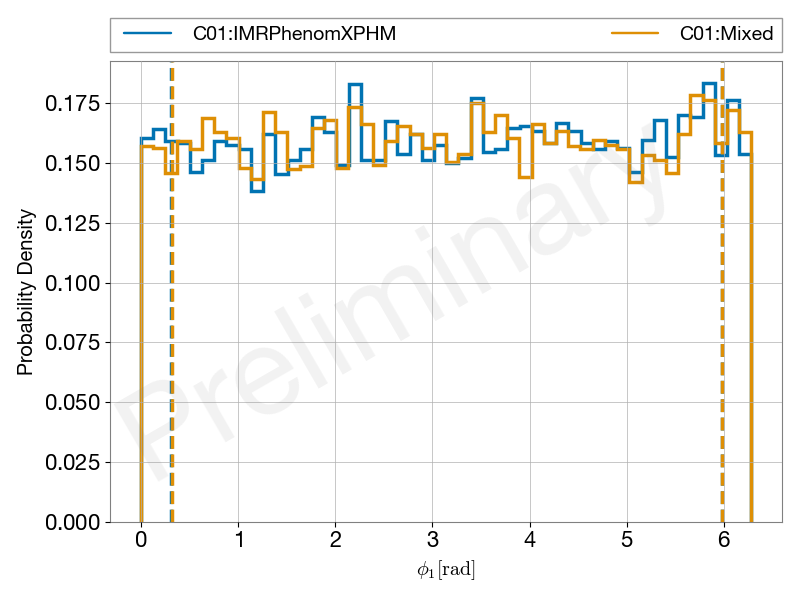 C01:IMRPhenomXPHM C01:Mixed
0.175
0.150
0.125
0.100
0.075
0.050
0.025
0.000
Probability Density
Preliminary
0 1 2 3 4 5 6
ϕ₁[rad]